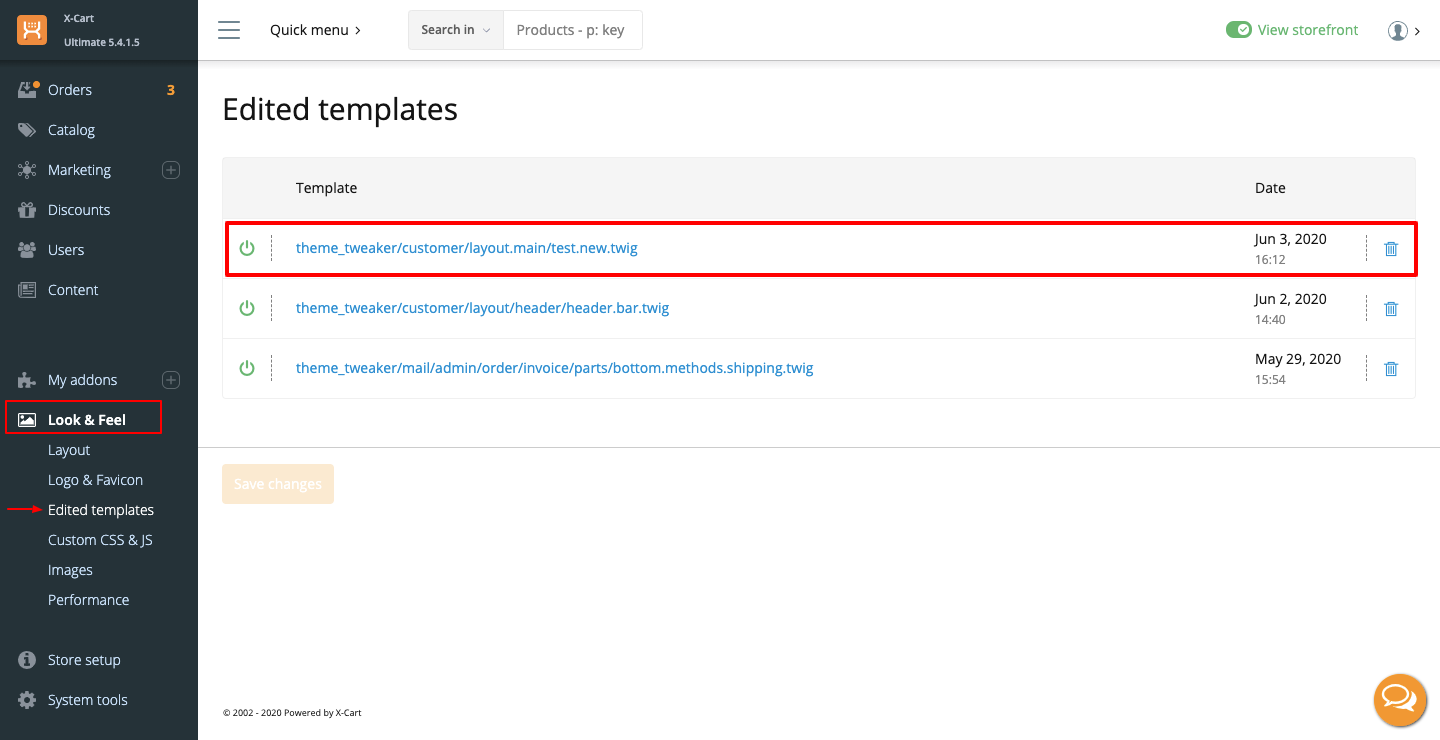 X-Cart
Ultimate 5.4.1.5
Quick menu
Search in
Products - p: key
View storefront
Orders 3
Catalog
Marketing
Discounts
Users
Content
My addons
Look & Feel
Layout
Logo & Favicon
Edited templates
Custom CSS & JS
Images
Performance
Store setup
System tools
Edited templates
Template Date
theme_tweaker/customer/layout.main/test.new.twig Jun 3, 2020
16:12
theme_tweaker/customer/layout/header/header.bar.twig Jun 2, 2020
14:40
theme_tweaker/mail/admin/order/invoice/parts/bottom.methods.shipping.twig May 29, 2020
15:54
Save changes
© 2002 - 2020 Powered by X-Cart